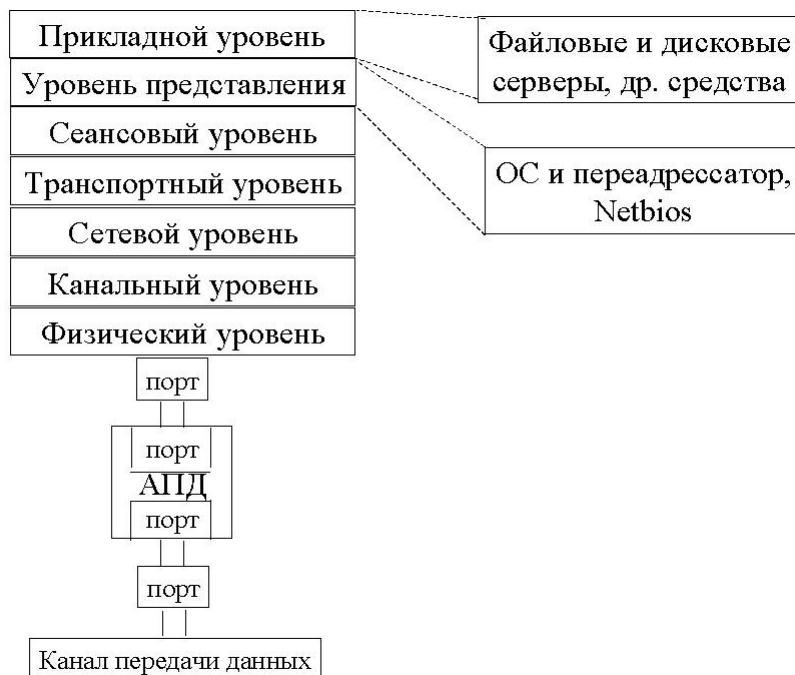 Прикладной уровень
Уровень представления
Сеансовый уровень
Транспортный уровень
Сетевой уровень
Канальный уровень
Физический уровень
порт
порт
АПД
порт
порт
Канал передачи данных
Файловые и дисковые
серверы, др. средства
ОС и переадрессатор,
Netbios